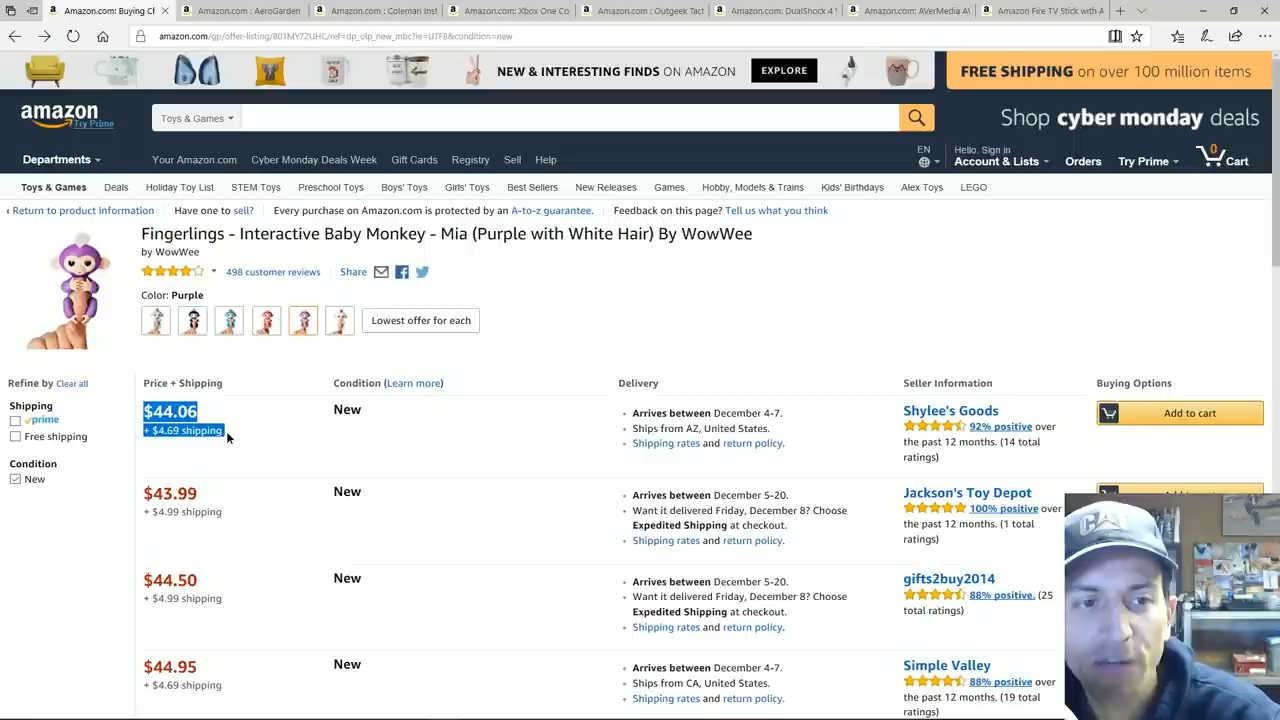 Amazon.com: Buying Ch
Amazon.com : AeroGarden
Amazon.com : Coleman Inst
Amazon.com: Xbox One Co
Amazon.com : Outgeek Tact
Amazon.com: DualShock 4
Amazon.com: AVerMedia AV
Amazon Fire TV Stick with A
amazon.com/gp/offer-listing/B01MY7ZUHC/ref=dp_olp_new_mbc?ie=UTF8&condition=new
NEW & INTERESTING FINDS ON AMAZON
EXPLORE
FREE SHIPPING on over 100 million items
amazon
Try Prime
Toys & Games
Shop cyber monday deals
Departments
Your Amazon.com
Cyber Monday Deals Week
Gift Cards
Registry
Sell
Help
EN
Hello. Sign in
Account & Lists
Orders
Try Prime
0
Cart
Toys & Games
Deals
Holiday Toy List
STEM Toys
Preschool Toys
Boys' Toys
Girls' Toys
Best Sellers
New Releases
Games
Hobby, Models & Trains
Kids' Birthdays
Alex Toys
LEGO
‹ Return to product information
Have one to sell?
Every purchase on Amazon.com is protected by an A-to-z guarantee.
Feedback on this page? Tell us what you think
Fingerlings - Interactive Baby Monkey - Mia (Purple with White Hair) By WowWee
by WowWee
498 customer reviews
Share
Color: Purple
Lowest offer for each
Refine by Clear all
Shipping
prime
Free shipping
Condition
New
Price + Shipping
Condition (Learn more)
Delivery
Seller Information
Buying Options
$44.06
+ $4.69 shipping
New
Arrives between December 4-7.
Ships from AZ, United States.
Shipping rates and return policy.
Shylee's Goods
92% positive over
the past 12 months. (14 total
ratings)
Add to cart
$43.99
+ $4.99 shipping
New
Arrives between December 5-20.
Want it delivered Friday, December 8? Choose
Expedited Shipping at checkout.
Shipping rates and return policy.
Jackson's Toy Depot
100% positive over
the past 12 months. (1 total
ratings)
$44.50
+ $4.99 shipping
New
Arrives between December 5-20.
Want it delivered Friday, December 8? Choose
Expedited Shipping at checkout.
Shipping rates and return policy.
gifts2buy2014
88% positive. (25
total ratings)
$44.95
+ $4.69 shipping
New
Arrives between December 4-7.
Ships from CA, United States.
Shipping rates and return policy.
Simple Valley
88% positive over
the past 12 months. (19 total
ratings)
CAT